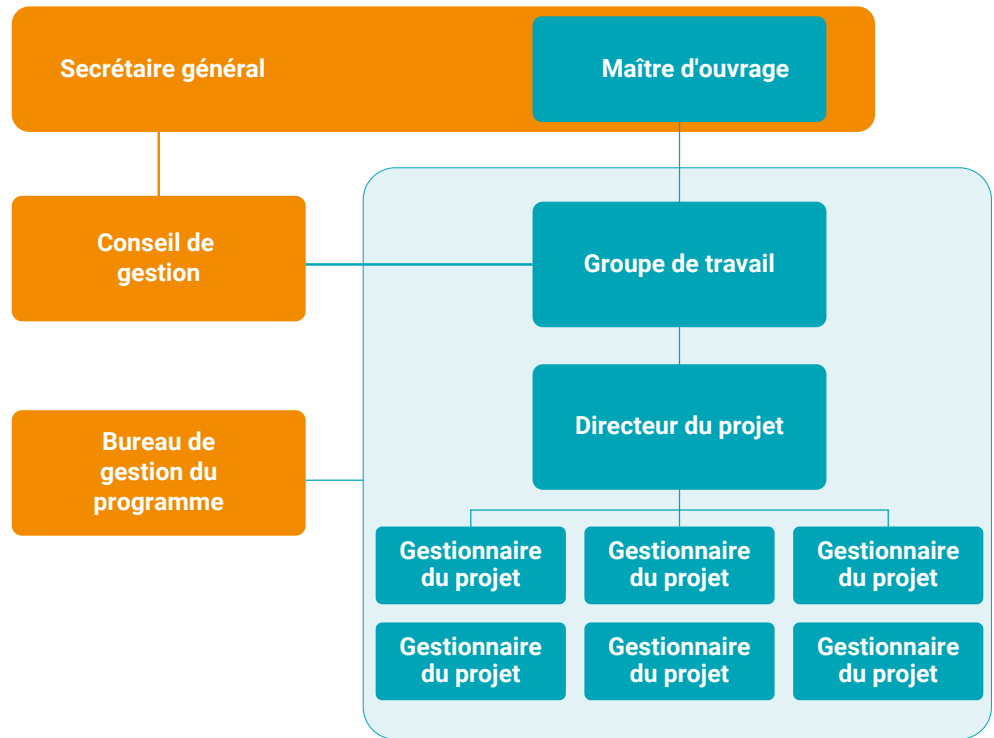 Secrétaire général
Maître d'ouvrage
Conseil de
gestion
Groupe de travail
Directeur du projet
Bureau de
gestion du
programme
Gestionnaire
du projet
Gestionnaire
du projet
Gestionnaire
du projet
Gestionnaire
du projet
Gestionnaire
du projet
Gestionnaire
du projet